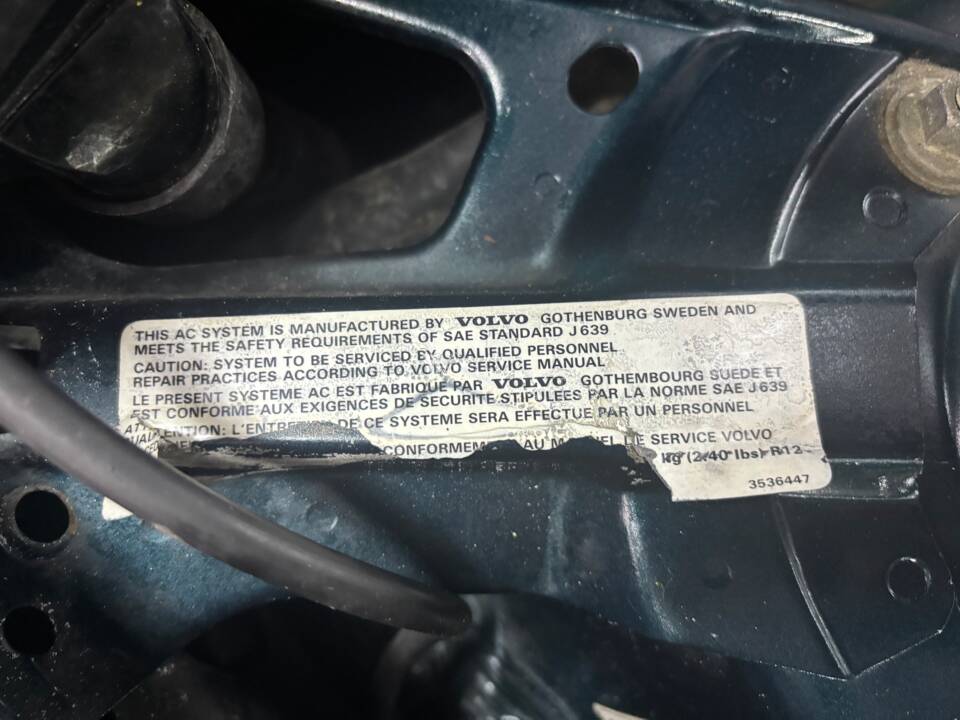 THIS AC SYSTEM IS MANUFACTURED BY VOLVO GOTHENBURG SWEDEN AND
MEETS THE SAFETY REQUIREMENTS OF SAE STANDARD J639
CAUTION: SYSTEM TO BE SERVICED BY QUALIFIED PERSONNEL.
REPAIR PRACTICES ACCORDING TO VOLVO SERVICE MANUAL
LE PRESENT SYSTEME AC EST FABRIQUE PAR VOLVO GOTHEMBOURG SUEDE ET
EST CONFORME AUX EXIGENCES DE SECURITE STIPULEES PAR LA NORME SAE J639
DE CE SYSTEME SERA EFFECTUE PAR UN PERSONNEL
AU DE SERVICE VOLVO
kg (2.40 lbs) R12
3536447